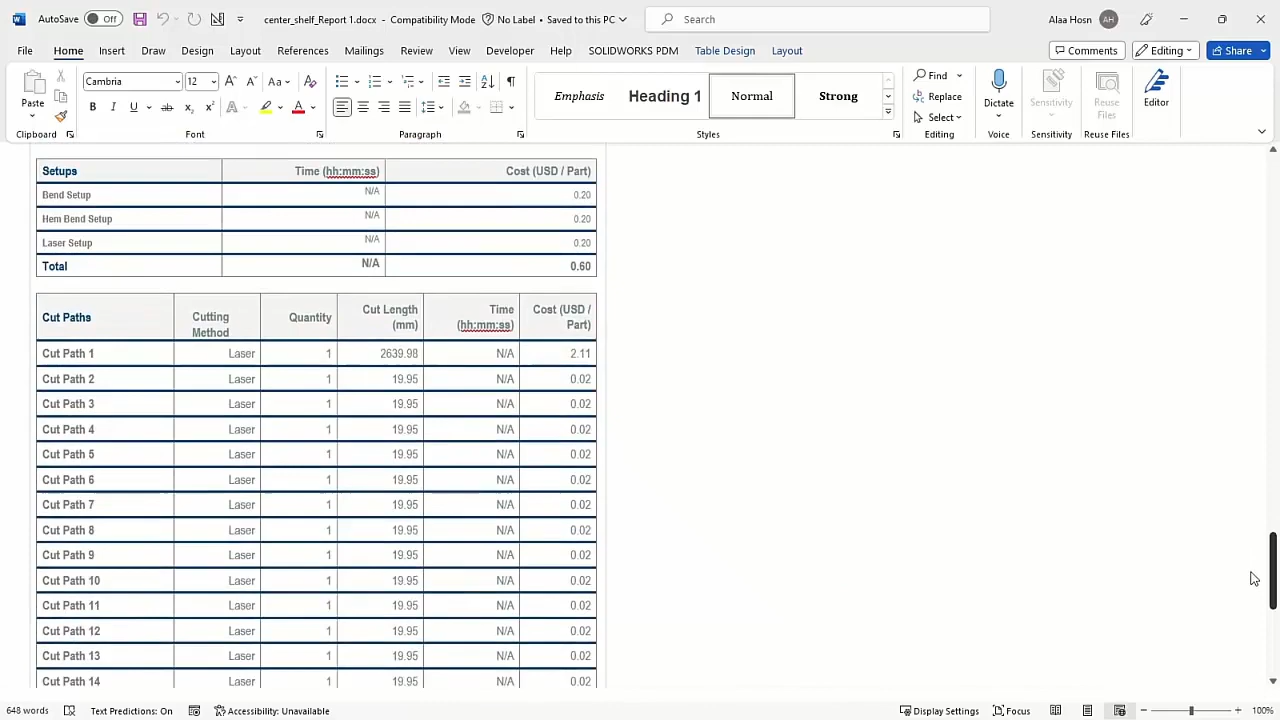 AutoSave Off center_shelf_Report 1.docx - Compatibility Mode No Label • Saved to this PC Search Alaa Hosn AH
File Home Insert Draw Design Layout References Mailings Review View Developer Help SOLIDWORKS PDM Table Design Layout Comments Editing Share
Paste Cambria 12 Emphasis Heading 1 Normal Strong Find Replace Select Dictate Sensitivity Reuse Files Editor
Clipboard Font Paragraph Styles Editing Voice Sensitivity Reuse Files
Setups Time (hh:mm:ss) Cost (USD / Part)
Bend Setup N/A 0.20
Hem Bend Setup N/A 0.20
Laser Setup N/A 0.20
Total N/A 0.60
Cut Paths Cutting Method Quantity Cut Length (mm) Time (hh:mm:ss) Cost (USD / Part)
Cut Path 1 Laser 1 2639.98 N/A 2.11
Cut Path 2 Laser 1 19.95 N/A 0.02
Cut Path 3 Laser 1 19.95 N/A 0.02
Cut Path 4 Laser 1 19.95 N/A 0.02
Cut Path 5 Laser 1 19.95 N/A 0.02
Cut Path 6 Laser 1 19.95 N/A 0.02
Cut Path 7 Laser 1 19.95 N/A 0.02
Cut Path 8 Laser 1 19.95 N/A 0.02
Cut Path 9 Laser 1 19.95 N/A 0.02
Cut Path 10 Laser 1 19.95 N/A 0.02
Cut Path 11 Laser 1 19.95 N/A 0.02
Cut Path 12 Laser 1 19.95 N/A 0.02
Cut Path 13 Laser 1 19.95 N/A 0.02
Cut Path 14 Laser 1 19.95 N/A 0.02
648 words Text Predictions: On Accessibility: Unavailable Display Settings Focus 100%